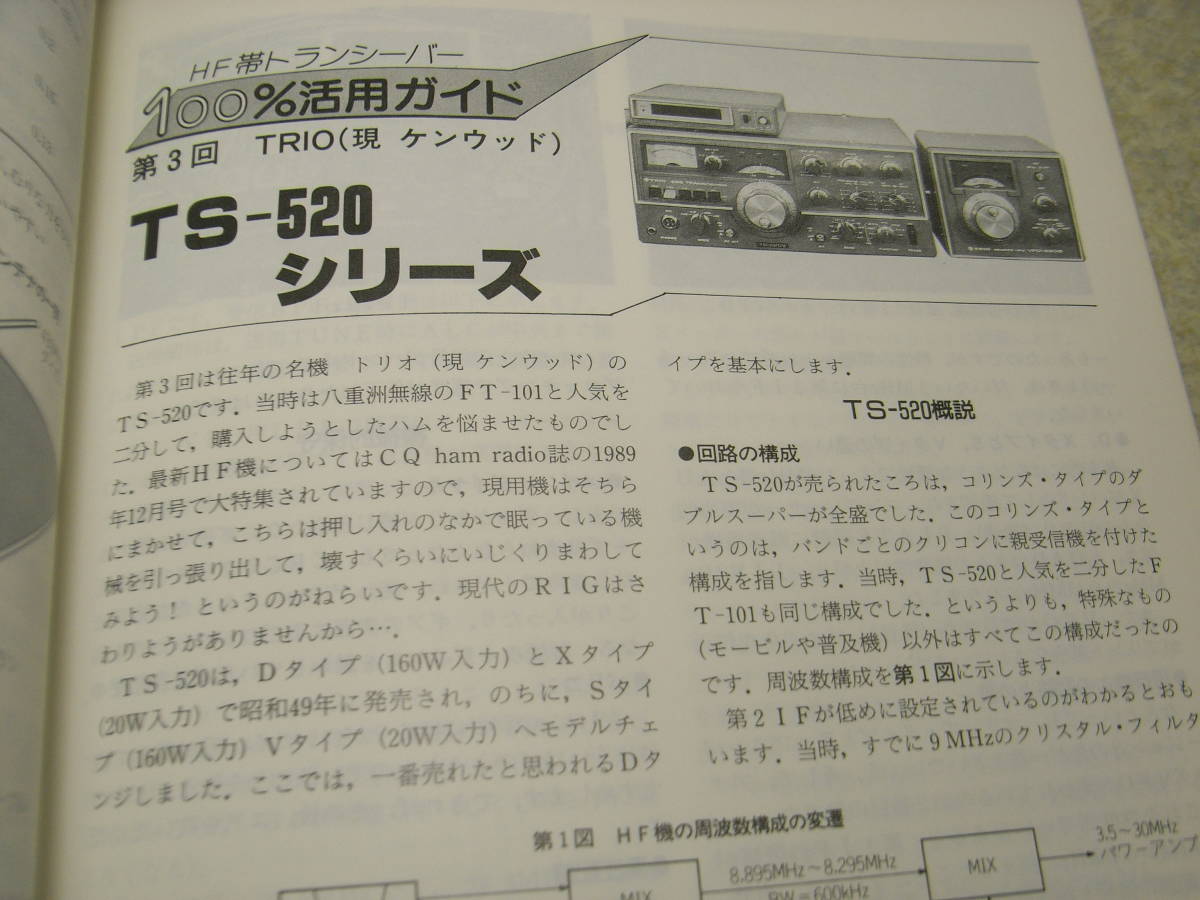 HF帯トランシーバー
100%活用ガイド
第3回 TRIO(現 ケンウッド)
TS-520
シリーズ
第3回は往年の名機 トリオ(現 ケンウッド)の
TS-520です.当時は八重洲無線のFT-101と人気を
二分して,購入しようとしたハムを悩ませたものでし
た.最新HF機についてはCQ ham radio誌の1989
年12月号で大特集されていますので,現用機はそちら
にまかせて,こちらは押し入れのなかで眠っている機
械を引っ張り出して,壊すくらいにいじくりまわして
みよう! というのがねらいです.現代のRIGはさ
わりようがありませんから….
TS-520は,Dタイプ(160W入力)とXタイプ
(20W入力)で昭和49年に発売され,のちに,Sタイ
プ(160W入力)Vタイプ(20W入力)へモデルチェ
ンジしました.ここでは,一番売れたと思われるDタ
イプを基本にします.
TS-520概説
●回路の構成
TS-520が売られたころは,コリンズ・タイプのダ
ブルスーパーが全盛でした.このコリンズ・タイプと
いうのは,バンドごとのクリコンに親受信機を付けた
構成を指します.当時,TS-520と人気を二分したF
T-101も同じ構成でした.というよりも,特殊なもの
(モービルや普及機)以外はすべてこの構成だったの
です.周波数構成を第1図に示します.
第2IFが低めに設定されているのがわかるとおも
います.当時,すでに9MHzのクリスタル・フィルタ
第1図 HF機の周波数構成の変遷
MIX
8.895MHz〜8.295MHz
BW=600kHz
MIX
3.5〜30MHz
パワーアンプ